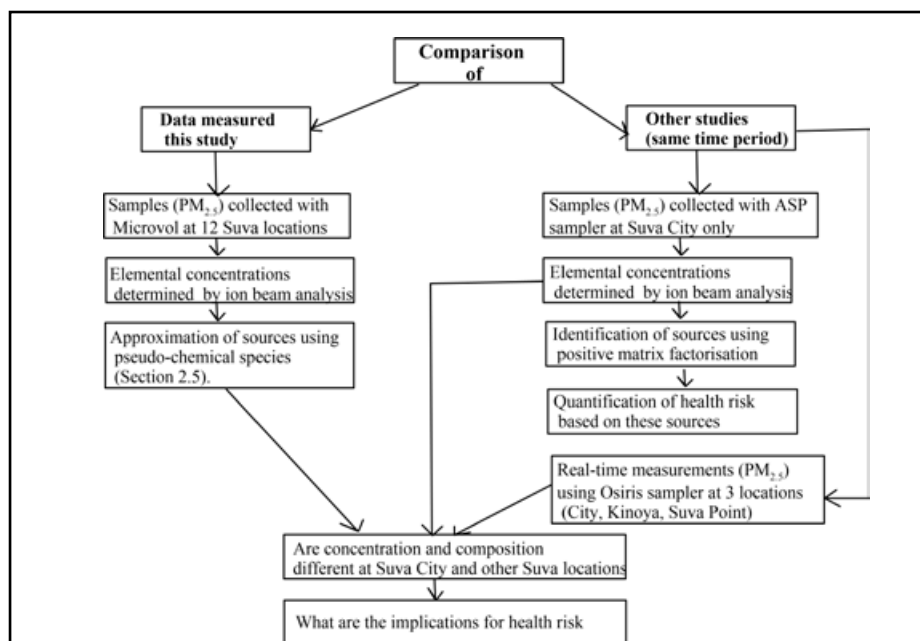 Comparison
of
Data measured
this study
Other studies
(same time period)
Samples (PM2.5) collected with
Microvol at 12 Suva locations
Samples (PM2.5) collected with ASP
sampler at Suva City only
Elemental concentrations
determined by ion beam analysis
Elemental concentrations
determined by ion beam analysis
Approximation of sources using
pseudo-chemical species
(Section 2.5).
Identification of sources using
positive matrix factorisation
Quantification of health risk
based on these sources
Real-time measurements (PM2.5)
using Osiris sampler at 3 locations
(City, Kinoya, Suva Point)
Are concentration and composition
different at Suva City and other Suva locations
What are the implications for health risk